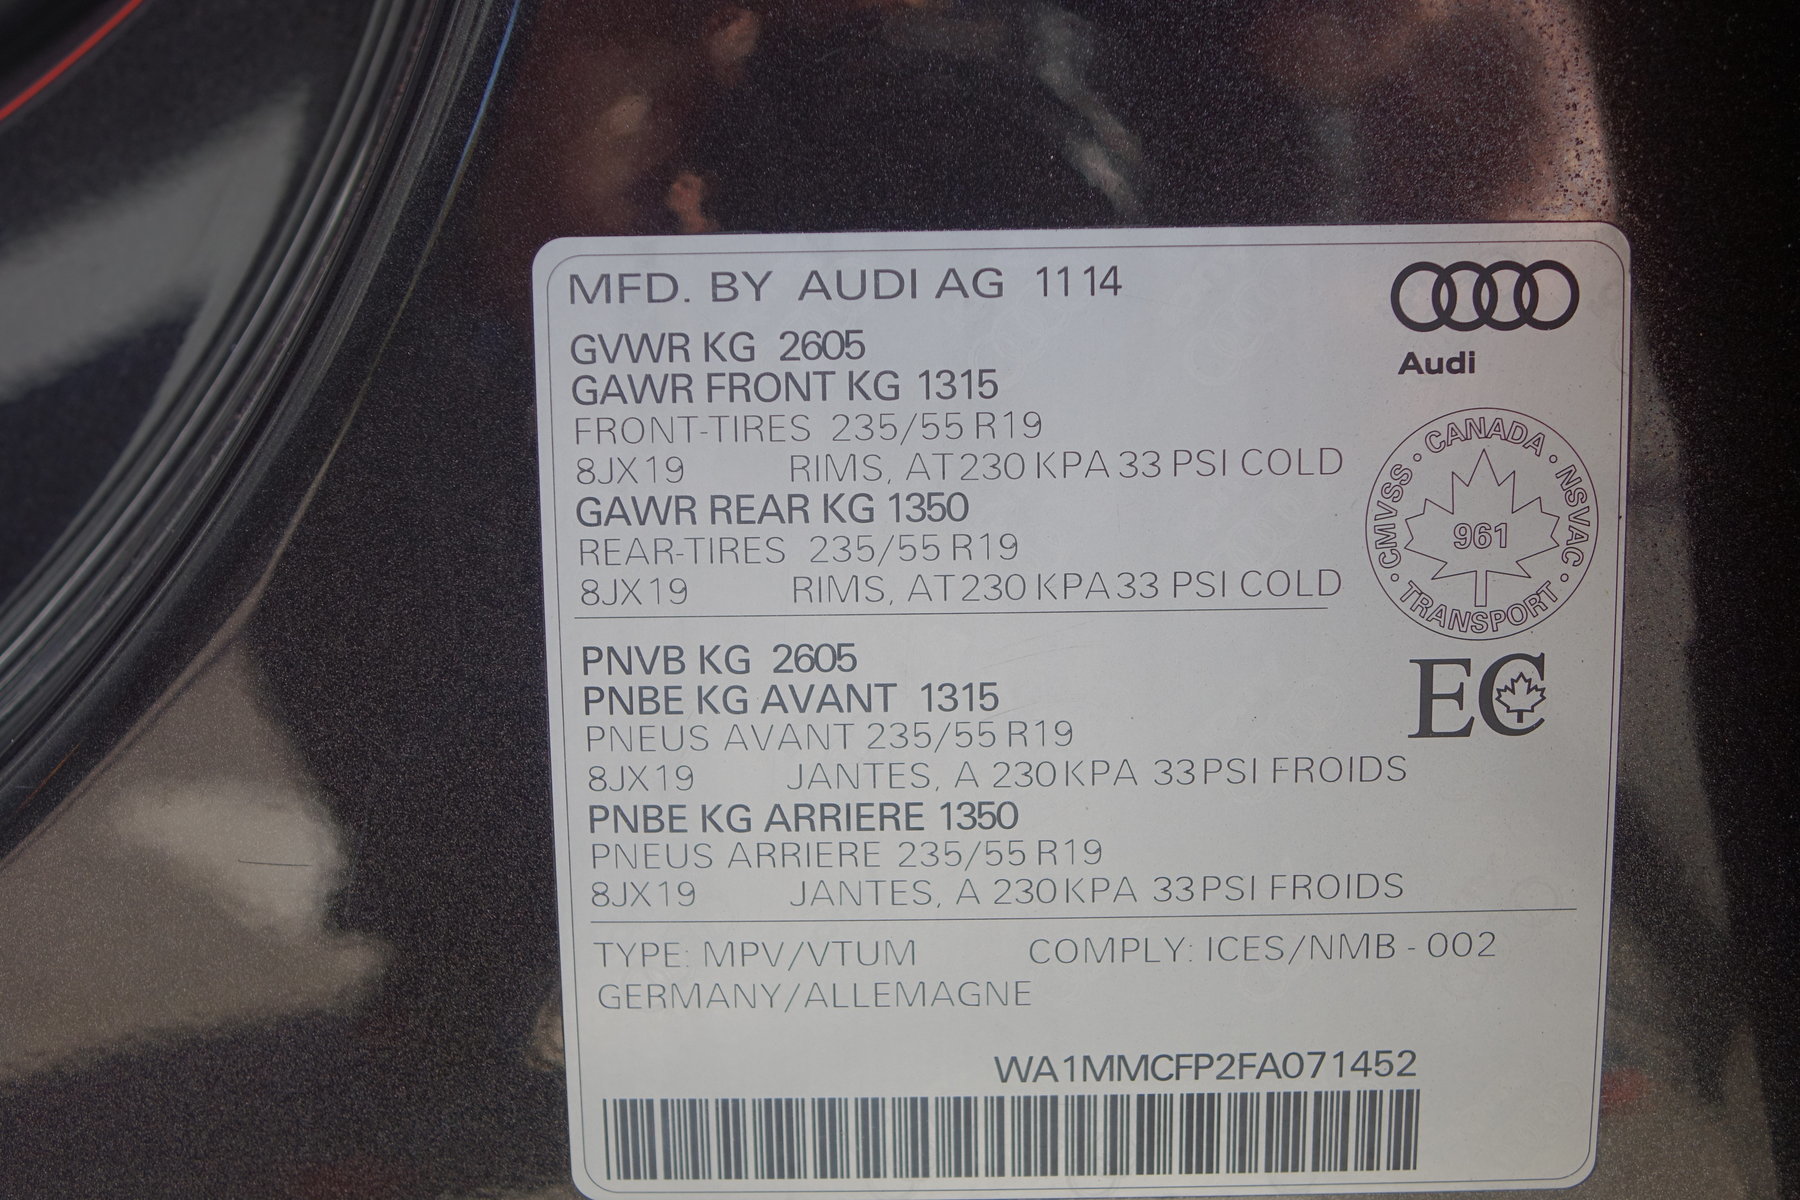 MFD. BY AUDI AG 11 14
GVWR KG 2605
GAWR FRONT KG 1315
FRONT-TIRES 235/55 R19
8JX19 RIMS, AT 230 KPA 33 PSI COLD
GAWR REAR KG 1350
REAR-TIRES 235/55 R19
8JX19 RIMS, AT 230 KPA 33 PSI COLD
Audi
CMVSS · CANADA · NSVAC · TRANSPORT ·
961
PNVB KG 2605
PNBE KG AVANT 1315
PNEUS AVANT 235/55 R19
8JX19 JANTES, A 230 KPA 33 PSI FROIDS
PNBE KG ARRIERE 1350
PNEUS ARRIERE 235/55 R19
8JX19 JANTES, A 230 KPA 33 PSI FROIDS
EC
TYPE: MPV/VTUM COMPLY: ICES/NMB - 002
GERMANY/ALLEMAGNE
WA1MMCFP2FA071452